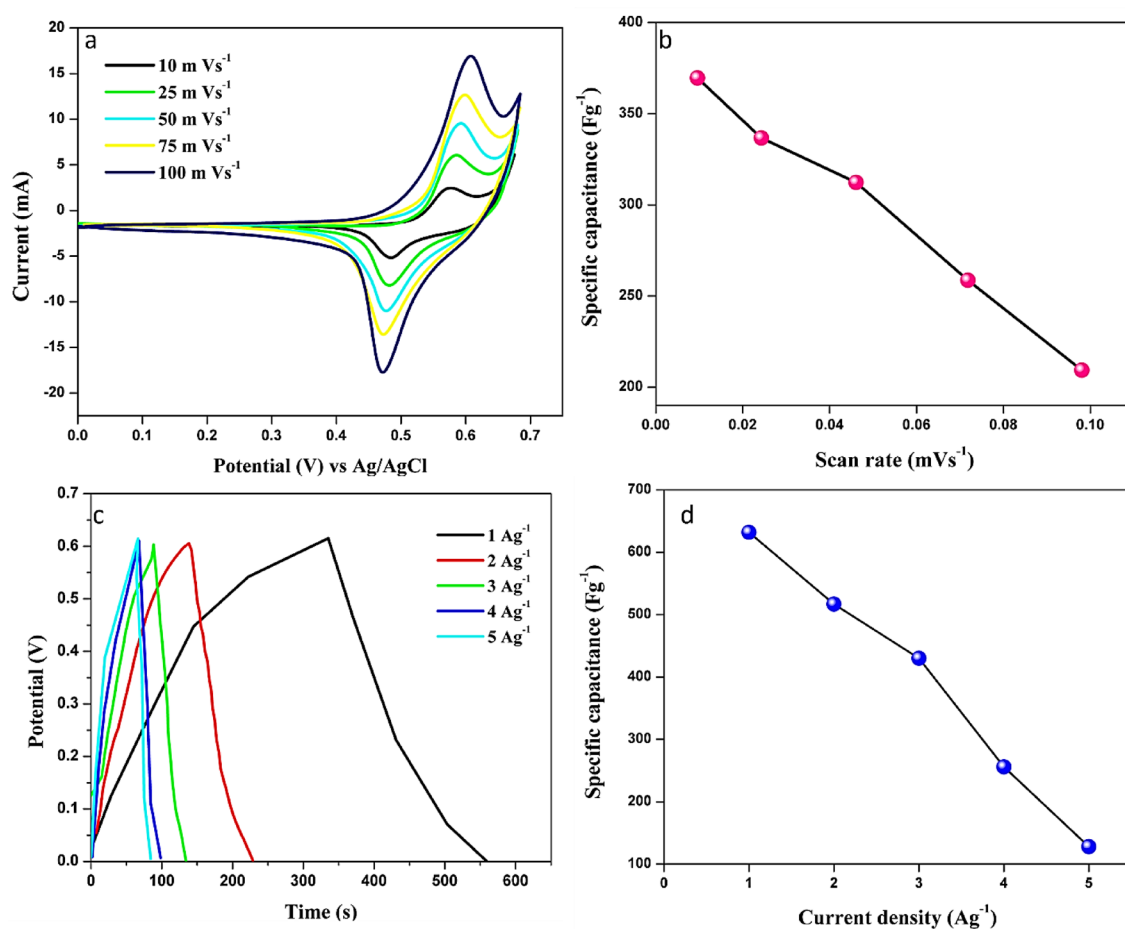 a
10 m Vs⁻¹
25 m Vs⁻¹
50 m Vs⁻¹
75 m Vs⁻¹
100 m Vs⁻¹
20
15
10
5
0
-5
-10
-15
-20
Current (mA)
0.0 0.1 0.2 0.3 0.4 0.5 0.6 0.7
Potential (V) vs Ag/AgCl
b
400
350
300
250
200
Specific capacitance (Fg⁻¹)
0.00 0.02 0.04 0.06 0.08 0.10
Scan rate (mVs⁻¹)
c
1 Ag⁻¹
2 Ag⁻¹
3 Ag⁻¹
4 Ag⁻¹
5 Ag⁻¹
0.7
0.6
0.5
0.4
0.3
0.2
0.1
0.0
Potential (V)
0 100 200 300 400 500 600
Time (s)
d
700
600
500
400
300
200
100
Specific capacitance (Fg⁻¹)
0 1 2 3 4 5
Current density (Ag⁻¹)